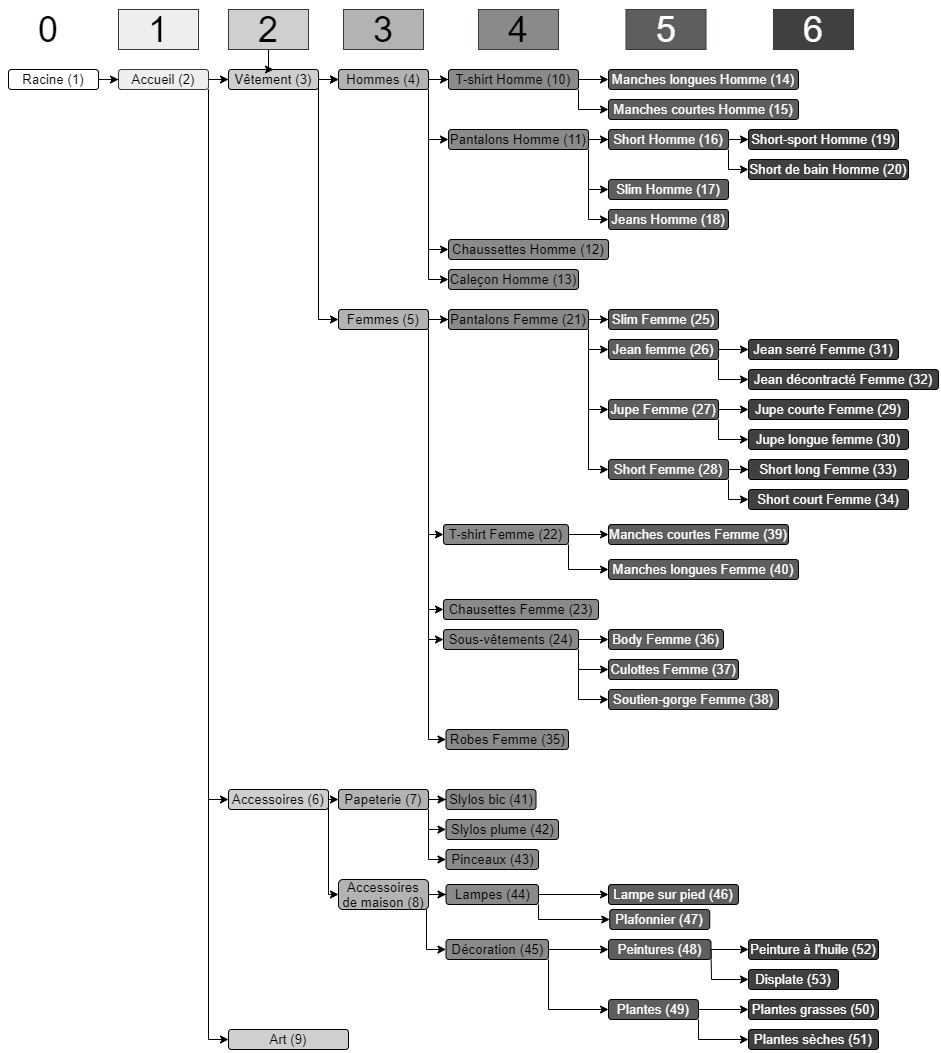 0 1 2 3 4 5 6
Racine (1) Accueil (2) Vêtement (3) Hommes (4) T-shirt Homme (10) Manches longues Homme (14)
Manches courtes Homme (15)
Pantalons Homme (11) Short Homme (16) Short-sport Homme (19)
Short de bain Homme (20)
Slim Homme (17)
Jeans Homme (18)
Chaussettes Homme (12)
Caleçon Homme (13)
Femmes (5) Pantalons Femme (21) Slim Femme (25)
Jean femme (26) Jean serré Femme (31)
Jean décontracté Femme (32)
Jupe Femme (27) Jupe courte Femme (29)
Jupe longue femme (30)
Short Femme (28) Short long Femme (33)
Short court Femme (34)
T-shirt Femme (22) Manches courtes Femme (39)
Manches longues Femme (40)
Chausettes Femme (23)
Sous-vêtements (24) Body Femme (36)
Culottes Femme (37)
Soutien-gorge Femme (38)
Robes Femme (35)
Accessoires (6) Papeterie (7) Slylos bic (41)
Slylos plume (42)
Pinceaux (43)
Accessoires
de maison (8) Lampes (44) Lampe sur pied (46)
Plafonnier (47)
Décoration (45) Peintures (48) Peinture à l'huile (52)
Displate (53)
Plantes (49) Plantes grasses (50)
Art (9) Plantes sèches (51)